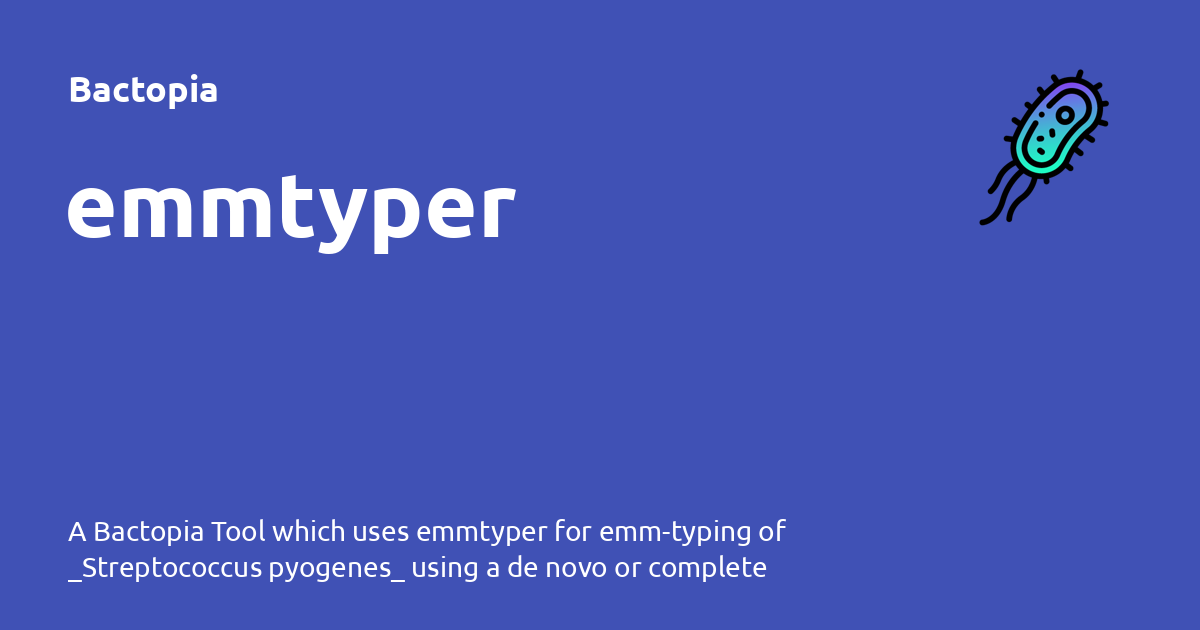 Bactopia
emmtyper
A Bactopia Tool which uses emmtyper for emm-typing of
_Streptococcus pyogenes_ using a de novo or complete